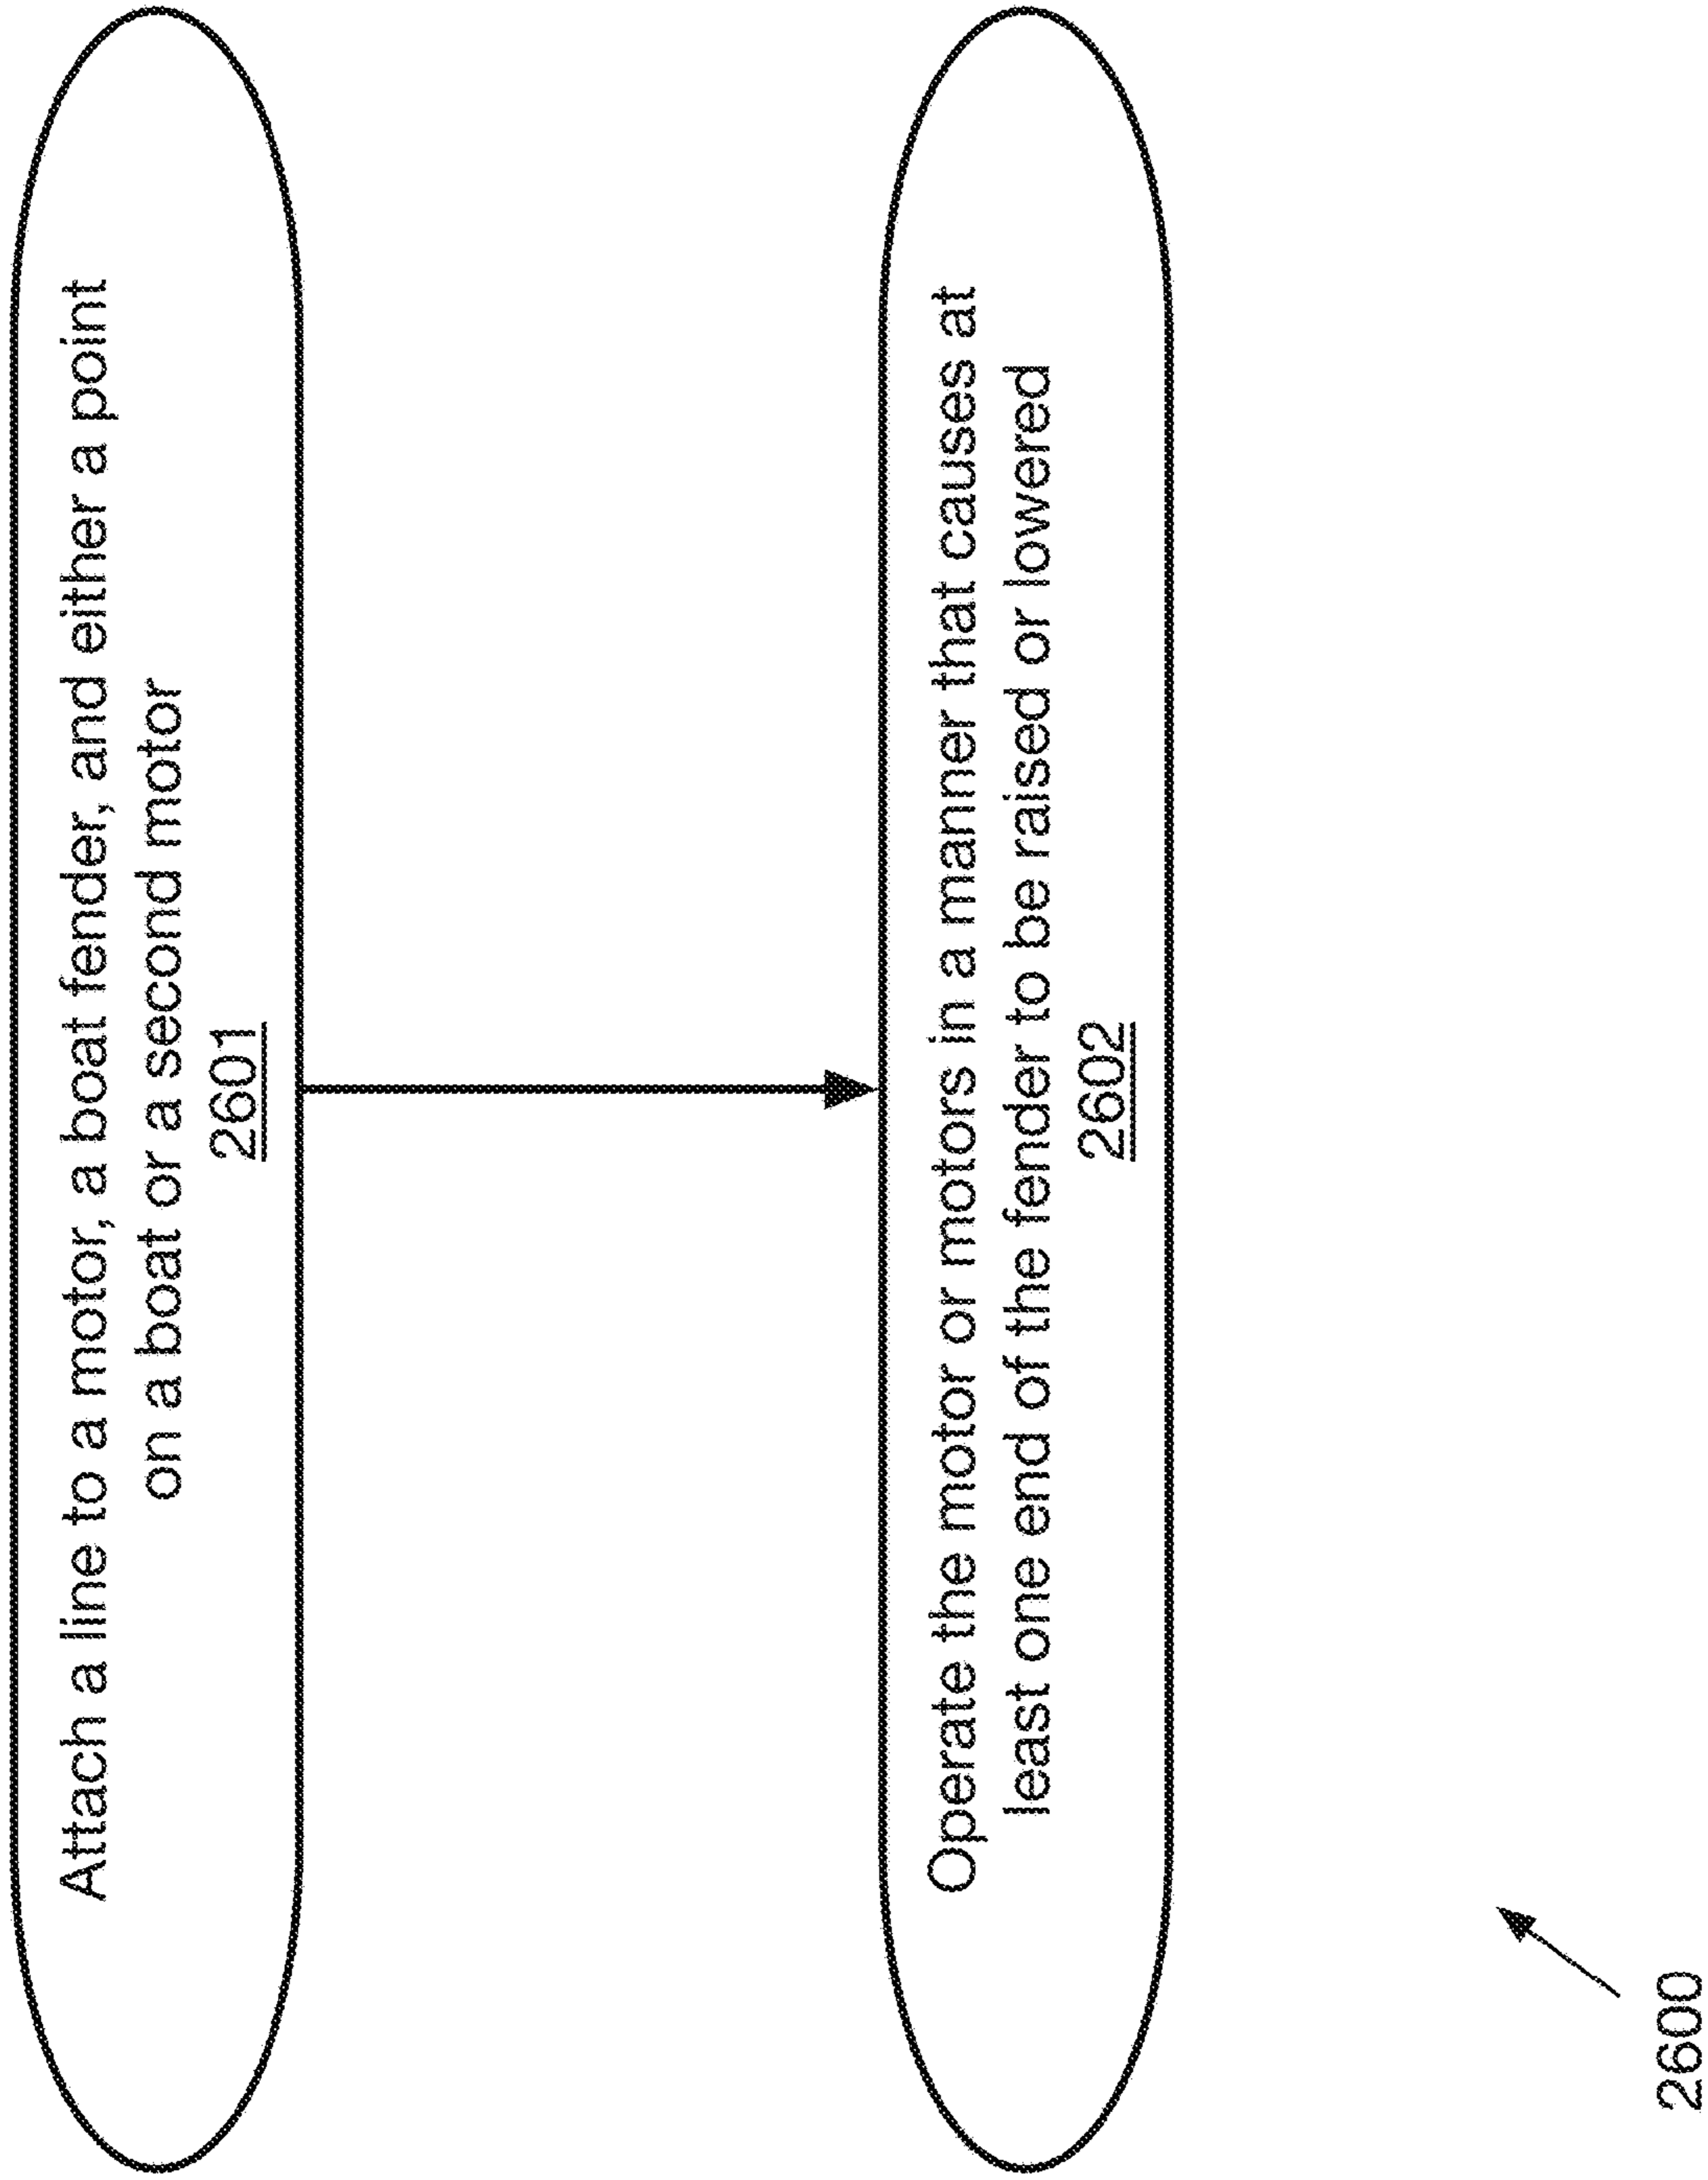 Attach a line to a motor, a boat fender, and either a point
on a boat or a second motor
2601
Operate the motor or motors in a manner that causes at
least one end of the fender to be raised or lowered
2602
2600